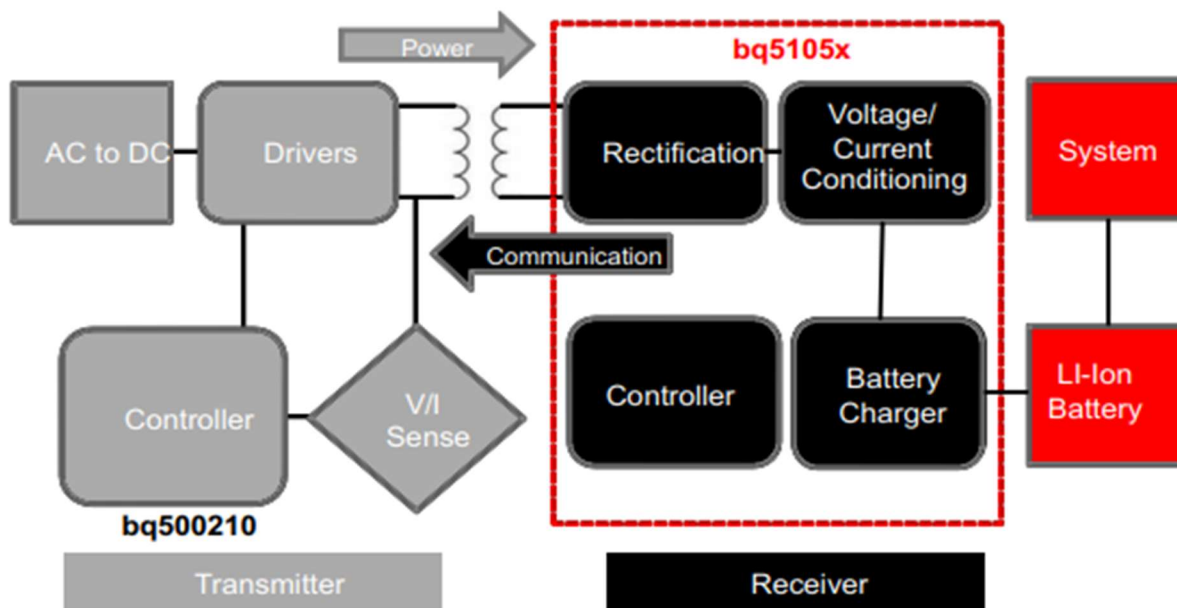 Power
bq5105x
AC to DC
Drivers
Rectification
Voltage/
Current
Conditioning
System
Communication
Controller
V/I
Sense
Controller
Battery
Charger
LI-Ion
Battery
bq500210
Transmitter
Receiver